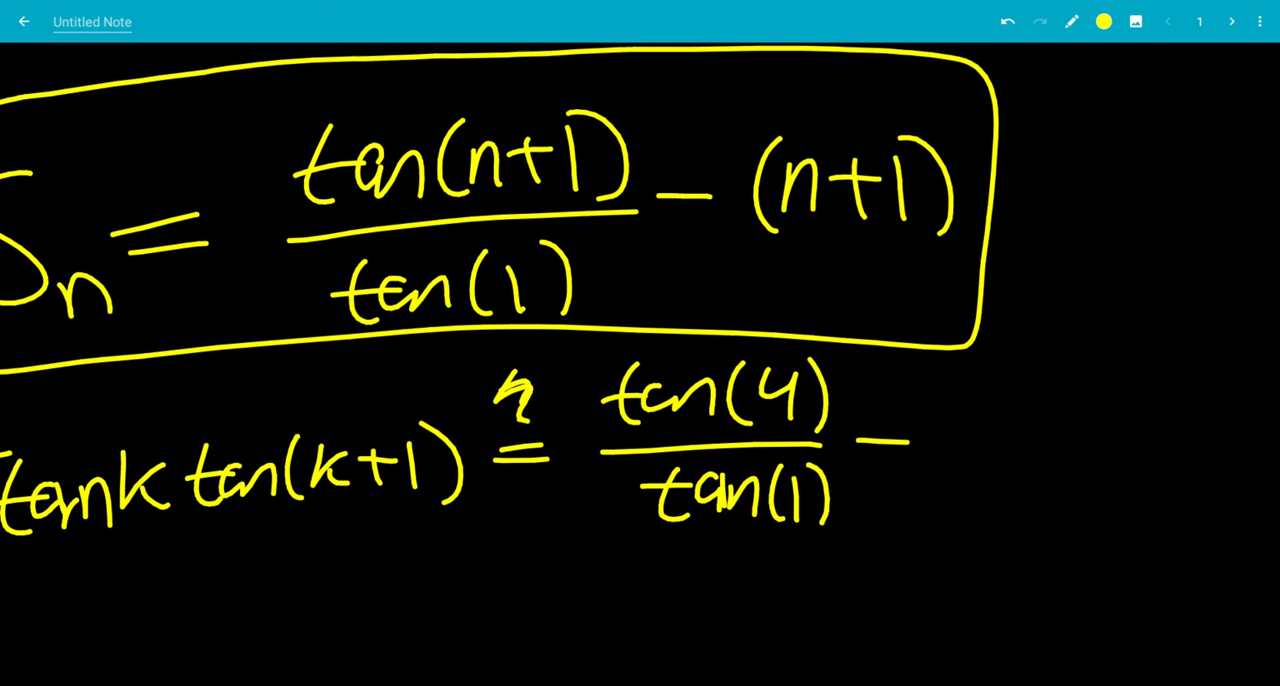 Untitled Note
1
Sn = tan(n+1) / tan(1) - (n+1)
tank tan(k+1) = tan(4) / tan(1) -